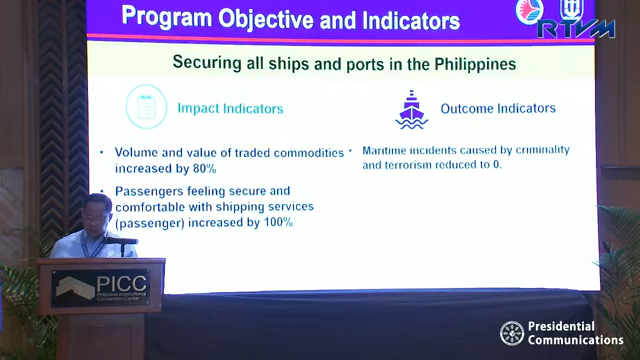 Program Objective and Indicators
RTVM
Securing all ships and ports in the Philippines
Impact Indicators
Outcome Indicators
• Volume and value of traded commodities
increased by 80%
• Passengers feeling secure and
comfortable with shipping services
(passenger) increased by 100%
• Maritime incidents caused by criminality
and terrorism reduced to 0.
PICC
Philippine International
Convention Center
Presidential
Communications